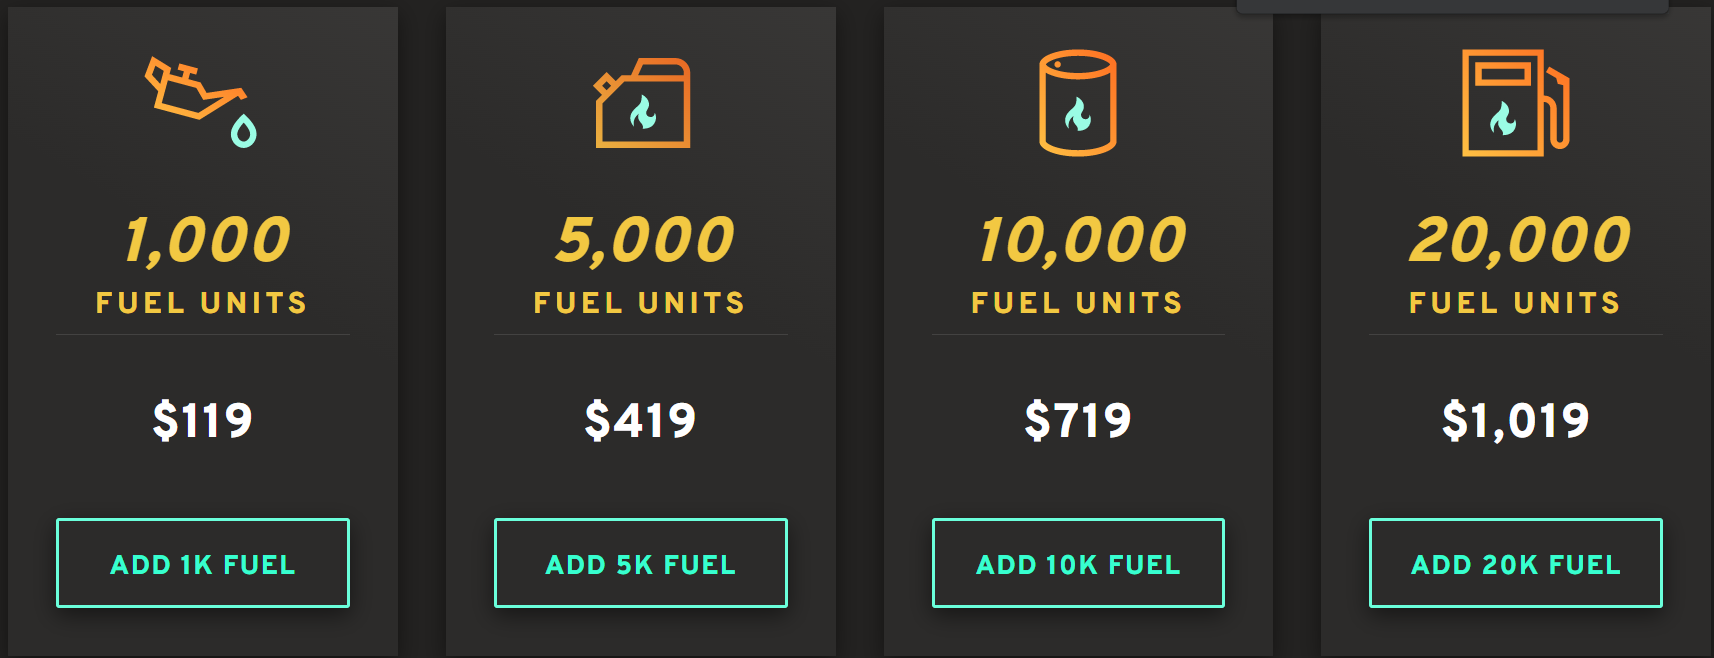 1,000
FUEL UNITS
$119
ADD 1K FUEL
5,000
FUEL UNITS
$419
ADD 5K FUEL
10,000
FUEL UNITS
$719
ADD 10K FUEL
20,000
FUEL UNITS
$1,019
ADD 20K FUEL